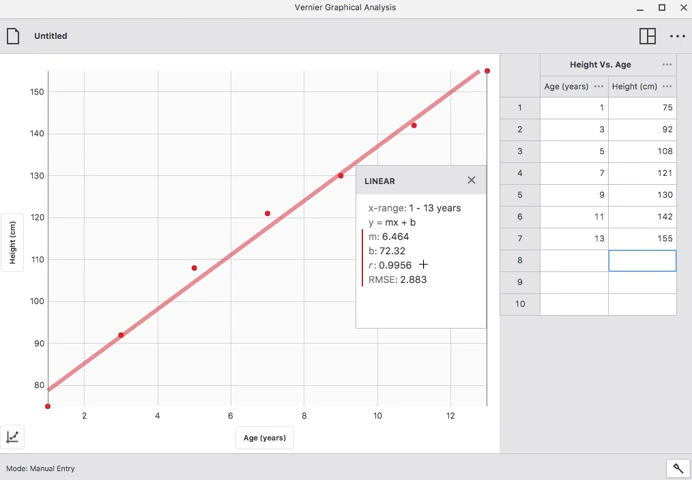 Vernier Graphical Analysis
Untitled
150
140
130
120
110
100
90
80
Height (cm)
2
4
6
8
10
12
Age (years)
LINEAR
x-range: 1 - 13 years
y = mx + b
m: 6.464
b: 72.32
r: 0.9956
RMSE: 2.883
Height Vs. Age
Age (years) Height (cm)
1 1 75
2 3 92
3 5 108
4 7 121
5 9 130
6 11 142
7 13 155
8
9
10
Mode: Manual Entry